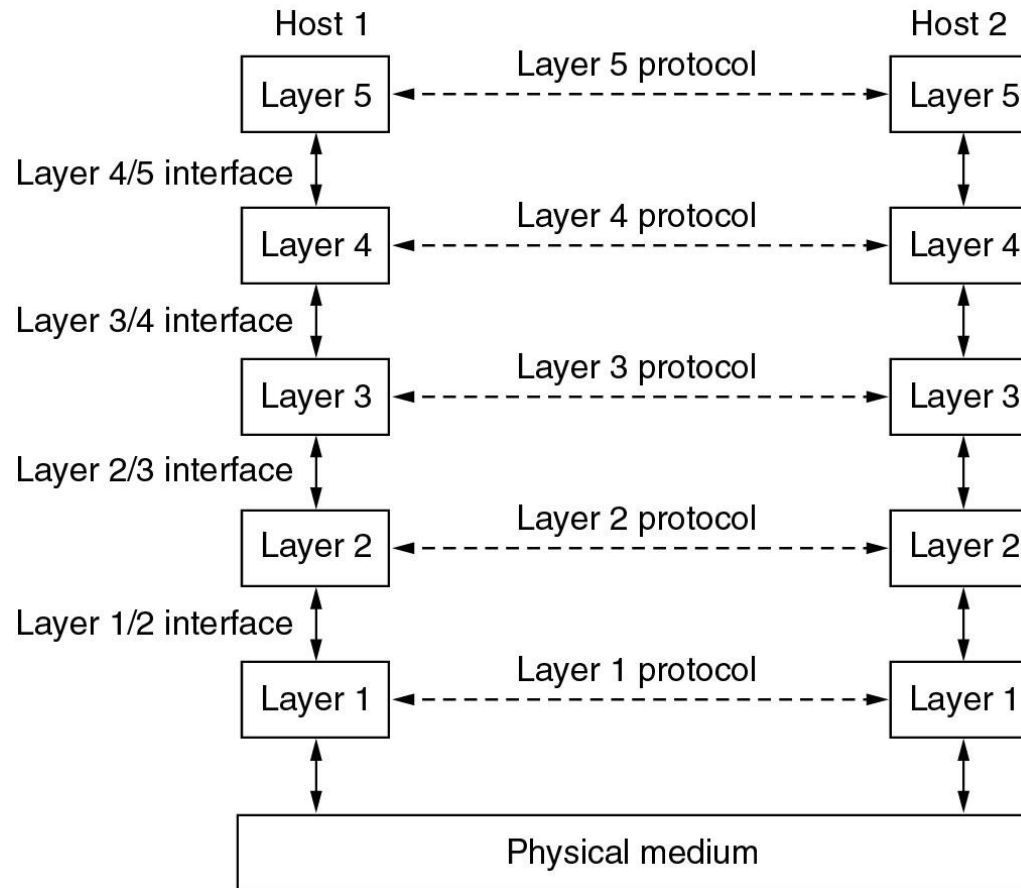 Host 1
Host 2
Layer 5 protocol
Layer 5
Layer 5
Layer 4/5 interface
Layer 4 protocol
Layer 4
Layer 4
Layer 3/4 interface
Layer 3 protocol
Layer 3
Layer 3
Layer 2/3 interface
Layer 2 protocol
Layer 2
Layer 2
Layer 1/2 interface
Layer 1 protocol
Layer 1
Layer 1
Physical medium